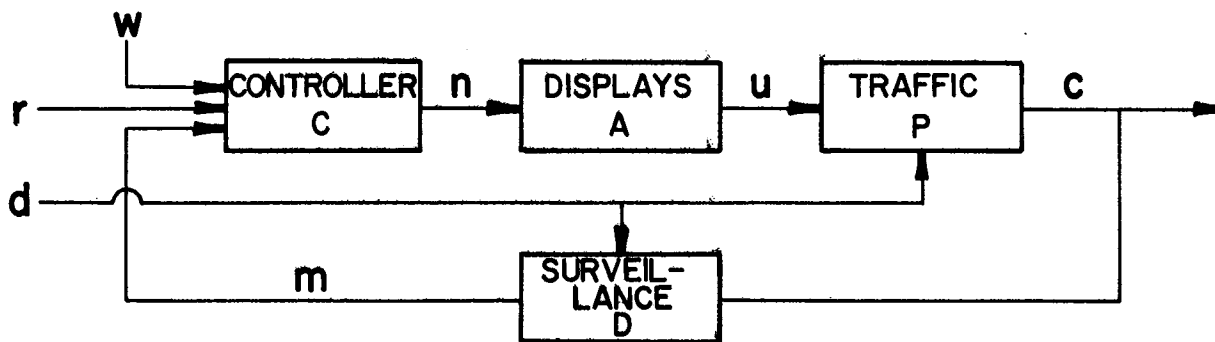 w
r
CONTROLLER
C
n
DISPLAYS
A
u
TRAFFIC
P
c
d
m
SURVEIL-
LANCE
D